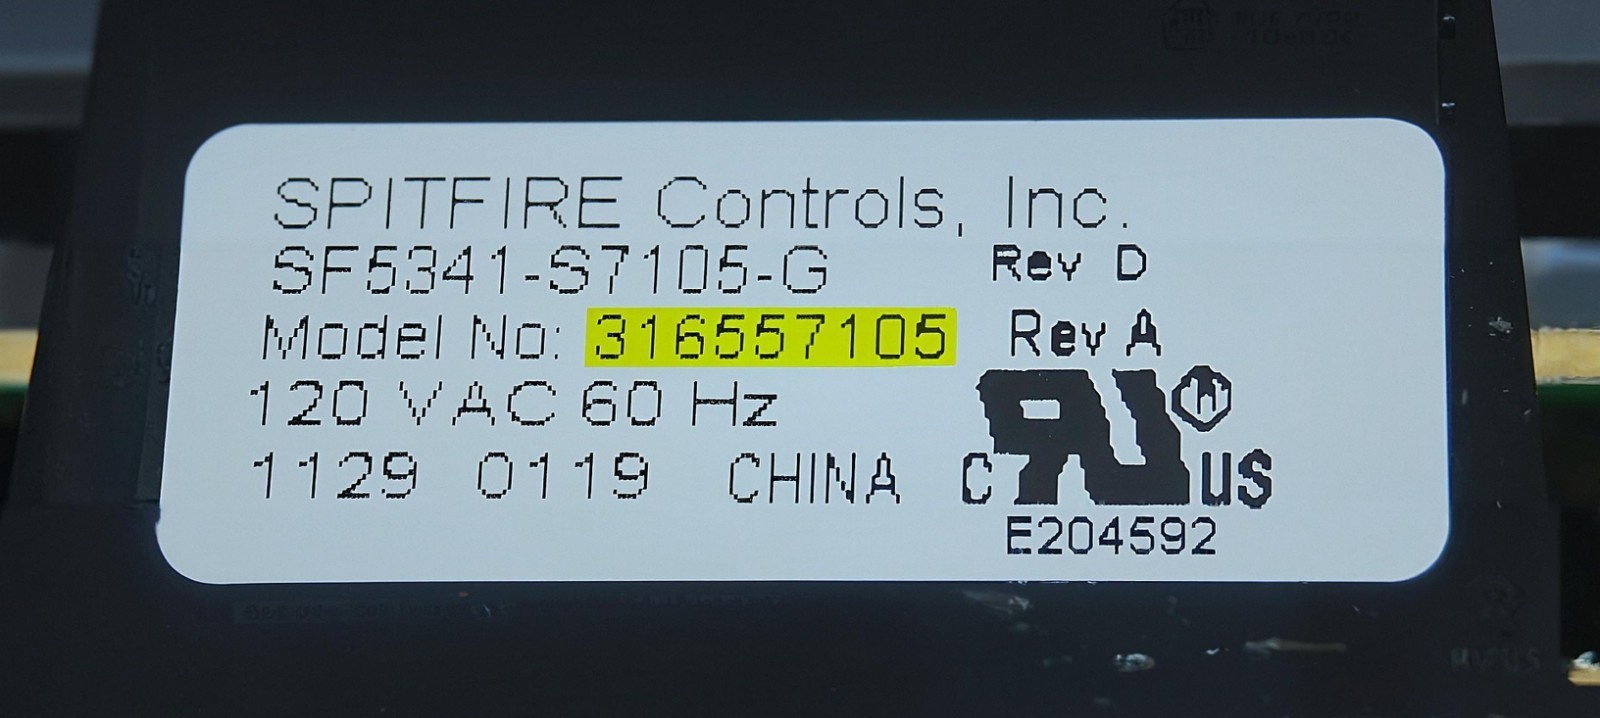 SPITFIRE Controls, Inc.
SF5341-S7105-G Rev D
Model No: 316557105 Rev A
120 VAC 60 Hz
1129 0119 CHINA C US
E204592